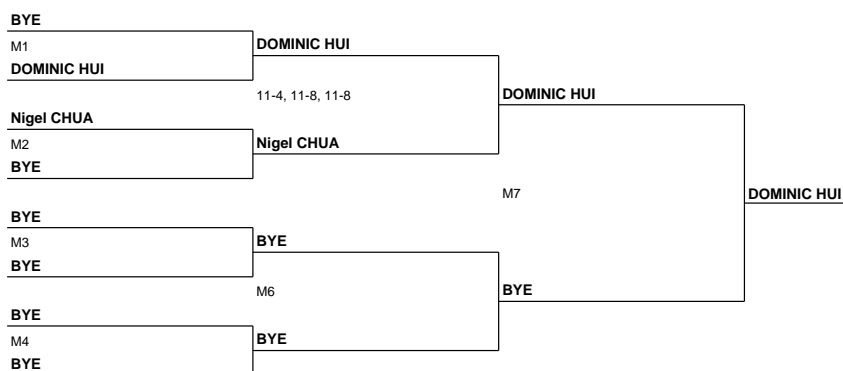 BYE
M1
DOMINIC HUI
DOMINIC HUI
11-4, 11-8, 11-8
DOMINIC HUI
Nigel CHUA
M2
Nigel CHUA
BYE
M7
DOMINIC HUI
BYE
M3
BYE
BYE
M6
BYE
BYE
M4
BYE
BYE